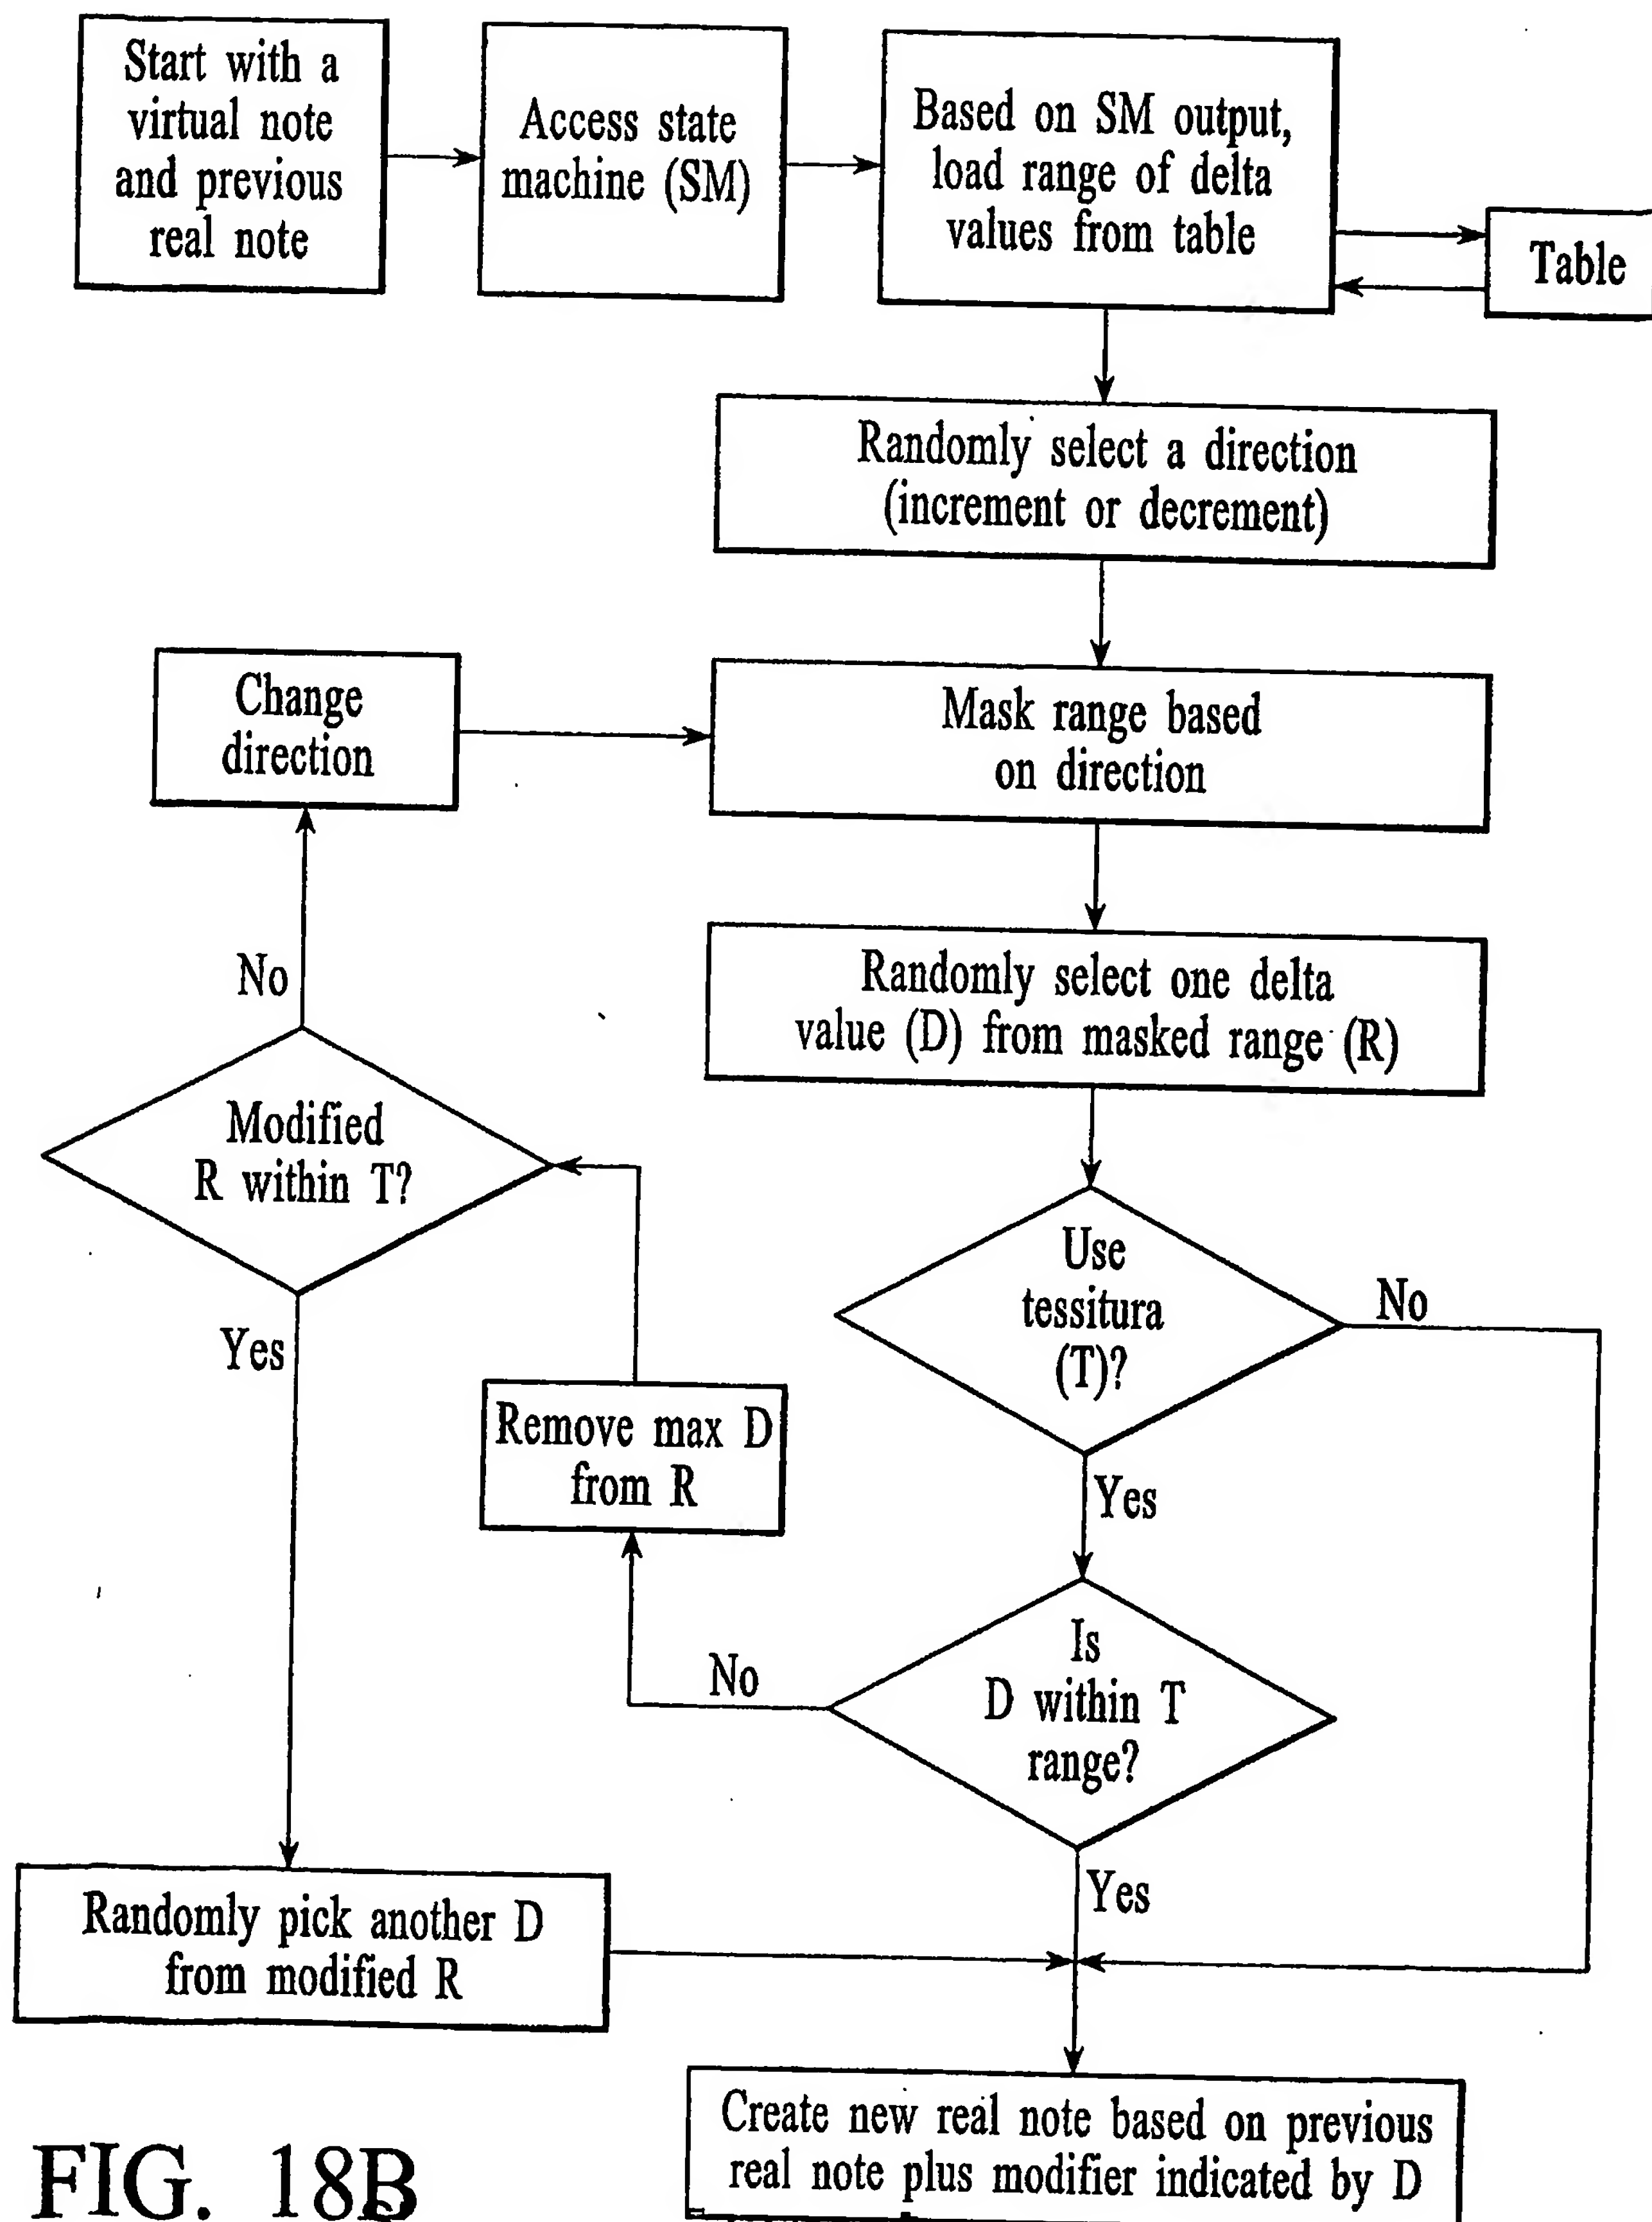 Start with a
virtual note
and previous
real note
Access state
machine (SM)
Based on SM output,
load range of delta
values from table
Table
Randomly select a direction
(increment or decrement)
Change
direction
Mask range based
on direction
No
Randomly select one delta
value (D) from masked range (R)
Modified
R within T?
Use
tessitura
(T)?
No
Yes
Remove max D
from R
Yes
Is
D within T
range?
No
Yes
Randomly pick another D
from modified R
Create new real note based on previous
real note plus modifier indicated by D
FIG. 18B